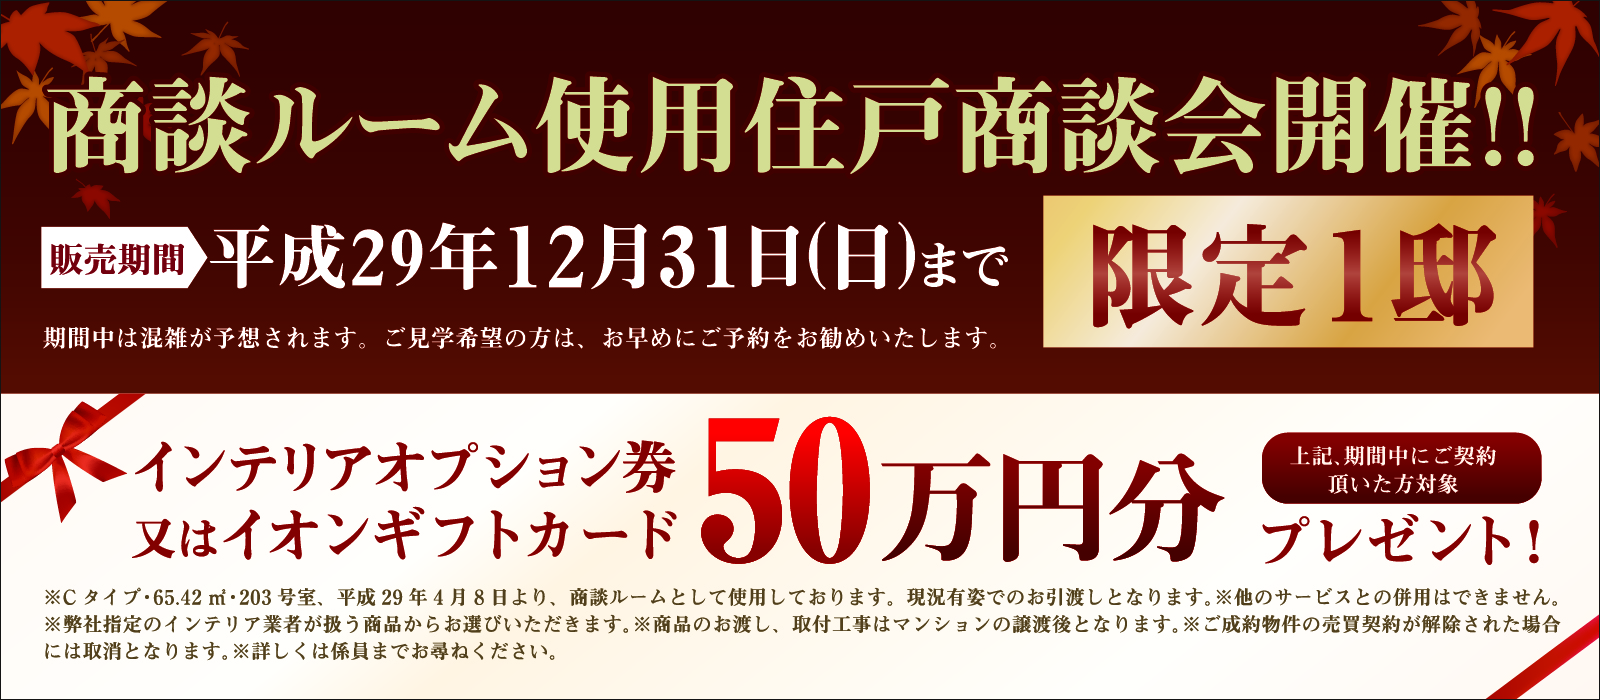 商談ルーム使用住戸商談会開催!!
販売期間
平成29年12月31日(日)まで
限定1邸
期間中は混雑が予想されます。ご見学希望の方は、お早めにご予約をお勧めいたします。
インテリアオプション券
又はイオンギフトカード
50万円分
上記、期間中にご契約
頂いた方対象
プレゼント!
※Cタイプ・65.42㎡・203号室、平成29年4月8日より、商談ルームとして使用しております。現況有姿でのお引渡しとなります。※他のサービスとの併用はできません。
※弊社指定のインテリア業者が扱う商品からお選びいただきます。※商品のお渡し、取付工事はマンションの譲渡後となります。※ご成約物件の売買契約が解除された場合
には取消となります。※詳しくは係員までお尋ねください。